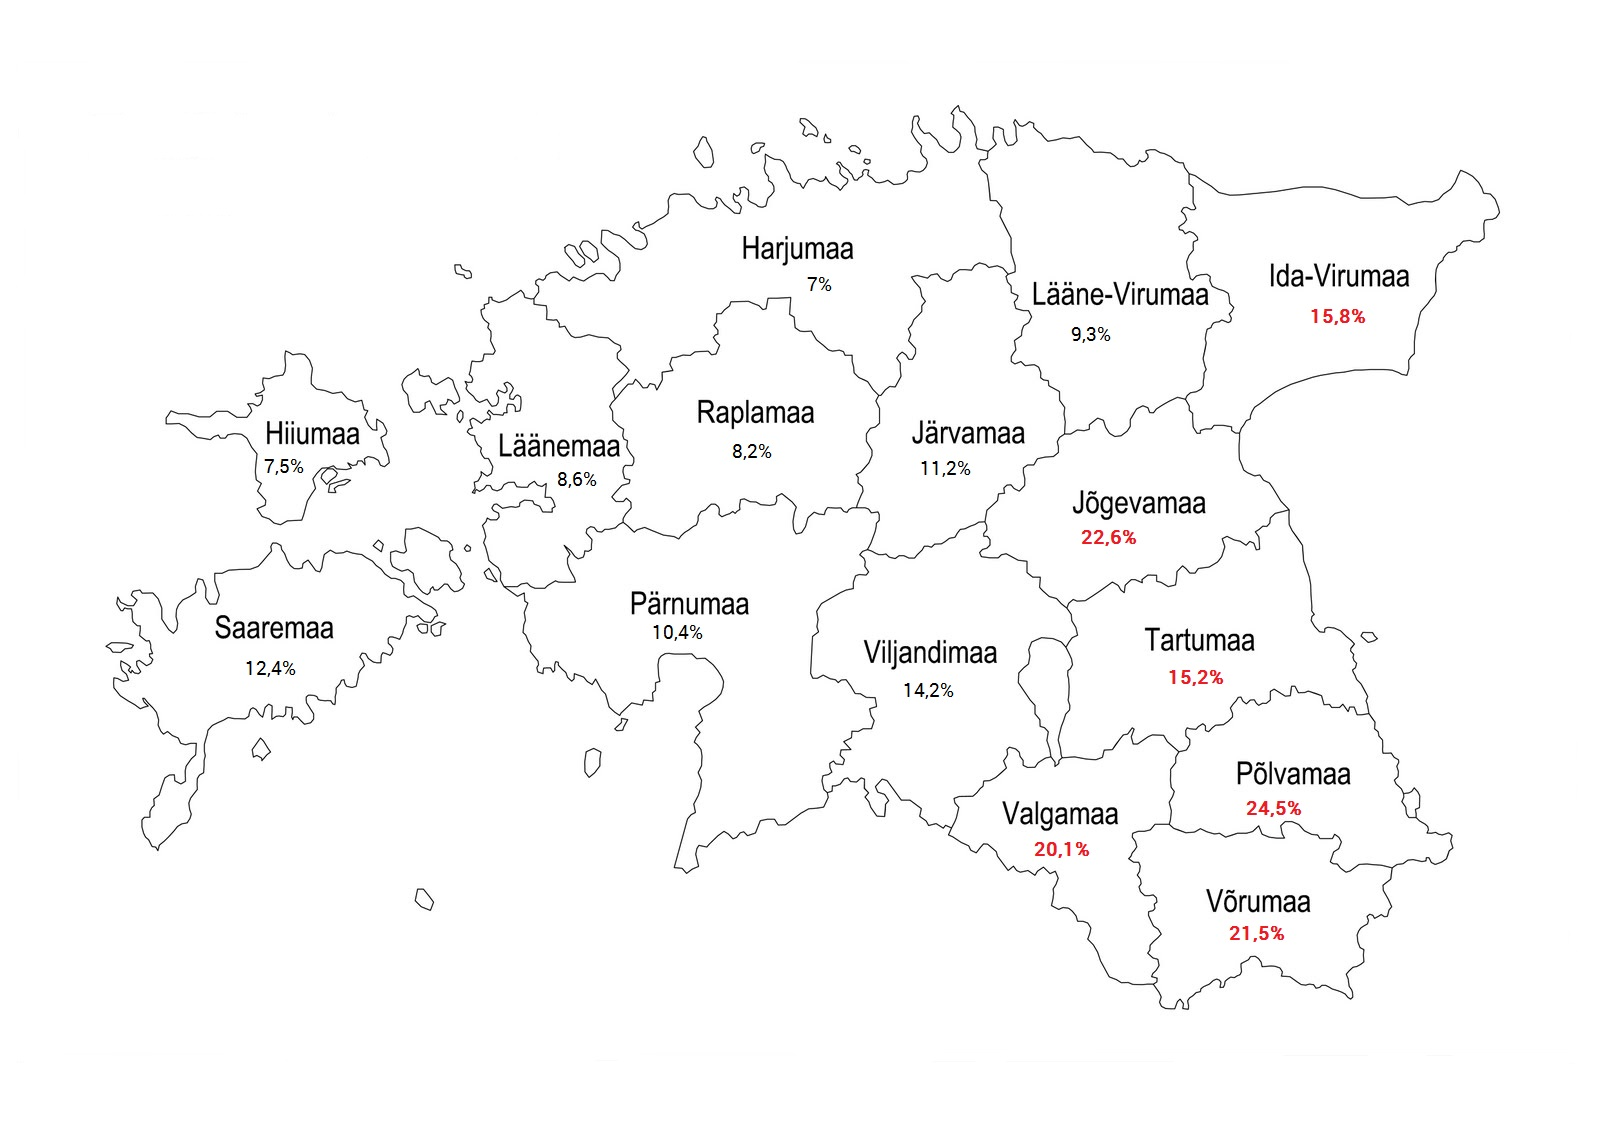 Harjumaa
7%
Lääne-Virumaa
9,3%
Ida-Virumaa
15,8%
Hiiumaa
7,5%
Läänemaa
8,6%
Raplamaa
8,2%
Järvamaa
11,2%
Jõgevamaa
22,6%
Saaremaa
12,4%
Pärnumaa
10,4%
Viljandimaa
14,2%
Tartumaa
15,2%
Valgamaa
20,1%
Põlvamaa
24,5%
Võrumaa
21,5%